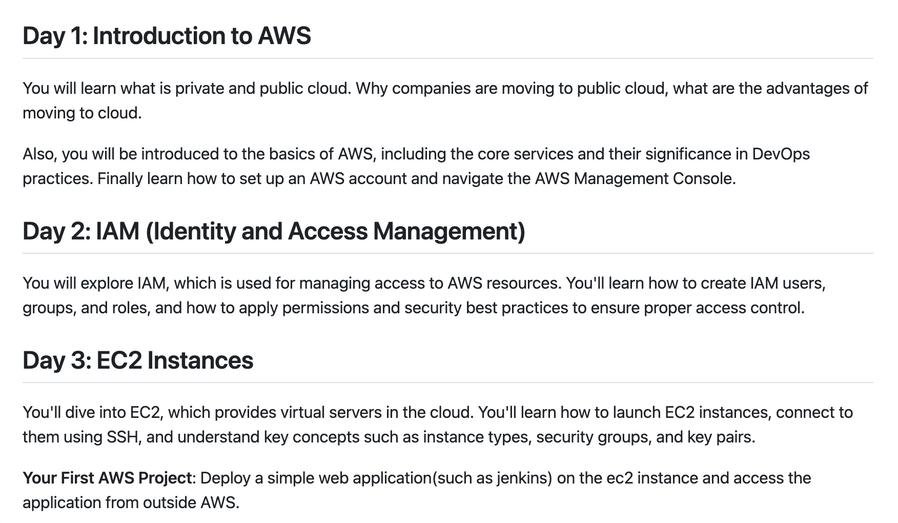 Day 1: Introduction to AWS
You will learn what is private and public cloud. Why companies are moving to public cloud, what are the advantages of
moving to cloud.
Also, you will be introduced to the basics of AWS, including the core services and their significance in DevOps
practices. Finally learn how to set up an AWS account and navigate the AWS Management Console.
Day 2: IAM (Identity and Access Management)
You will explore IAM, which is used for managing access to AWS resources. You'll learn how to create IAM users,
groups, and roles, and how to apply permissions and security best practices to ensure proper access control.
Day 3: EC2 Instances
You'll dive into EC2, which provides virtual servers in the cloud. You'll learn how to launch EC2 instances, connect to
them using SSH, and understand key concepts such as instance types, security groups, and key pairs.
Your First AWS Project: Deploy a simple web application(such as jenkins) on the ec2 instance and access the
application from outside AWS.